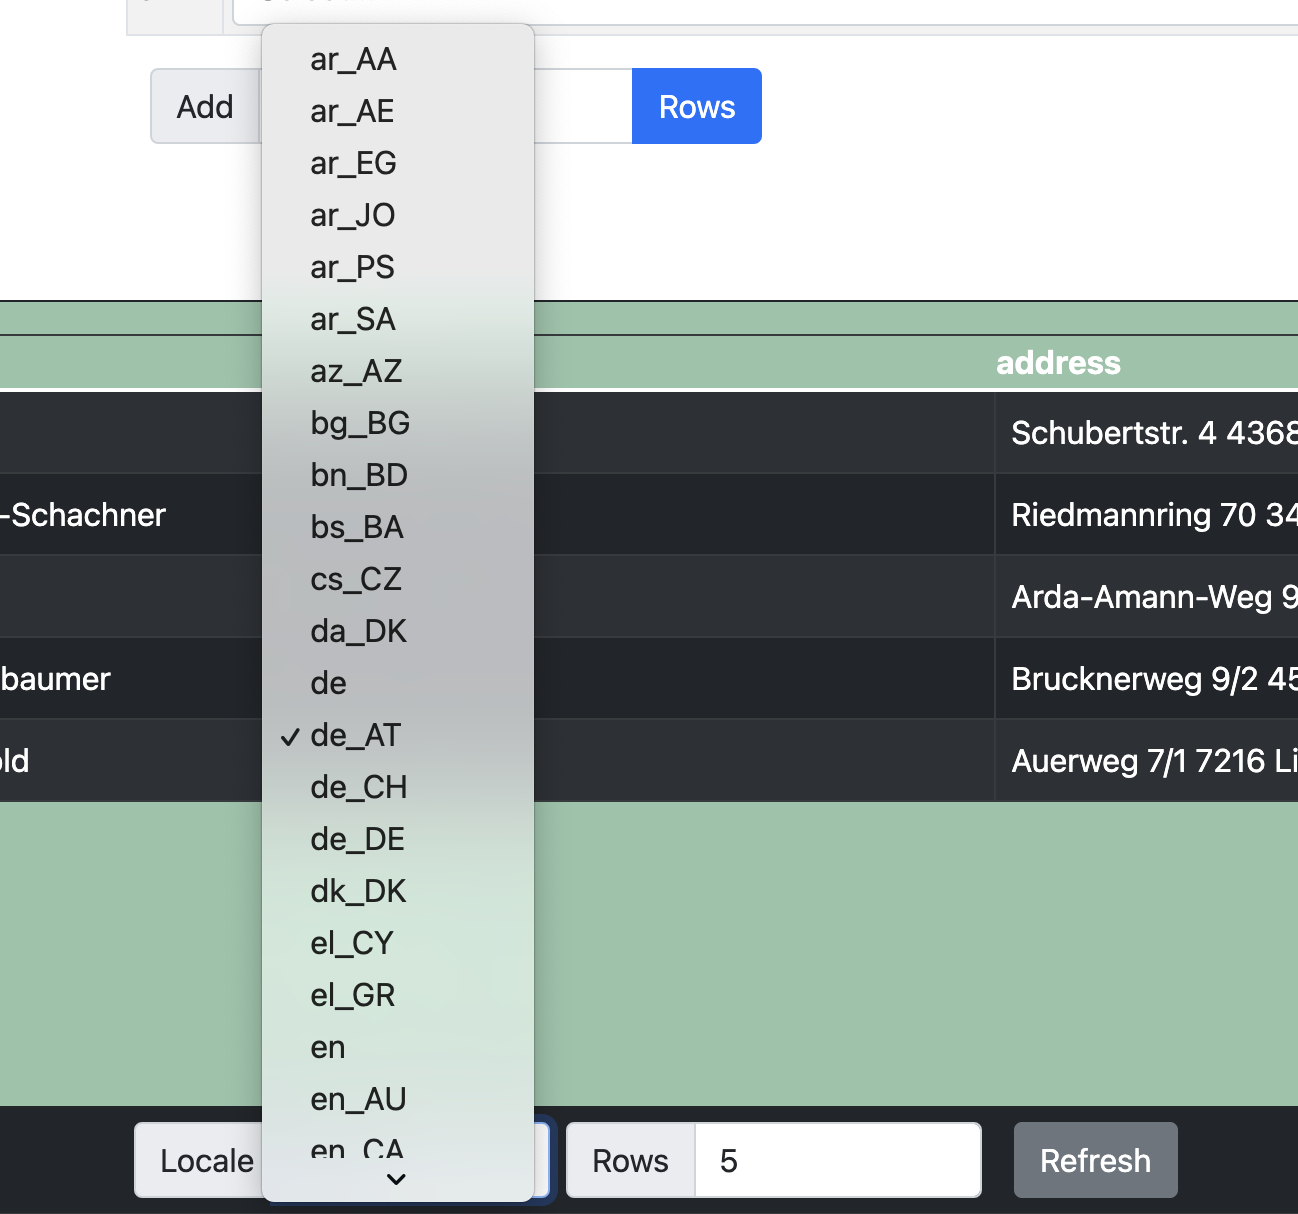 Add
Rows
ar_AA
ar_AE
ar_EG
ar_JO
ar_PS
ar_SA
az_AZ
bg_BG
bn_BD
bs_BA
cs_CZ
da_DK
de
✓ de_AT
de_CH
de_DE
dk_DK
el_CY
el_GR
en
en_AU
en_CA
address
Schubertstr. 4 4368
-Schachner
Riedmannring 70 34
Arda-Amann-Weg 9
baumer
Brucknerweg 9/2 45
old
Auerweg 7/1 7216 Li
Locale
Rows 5
Refresh